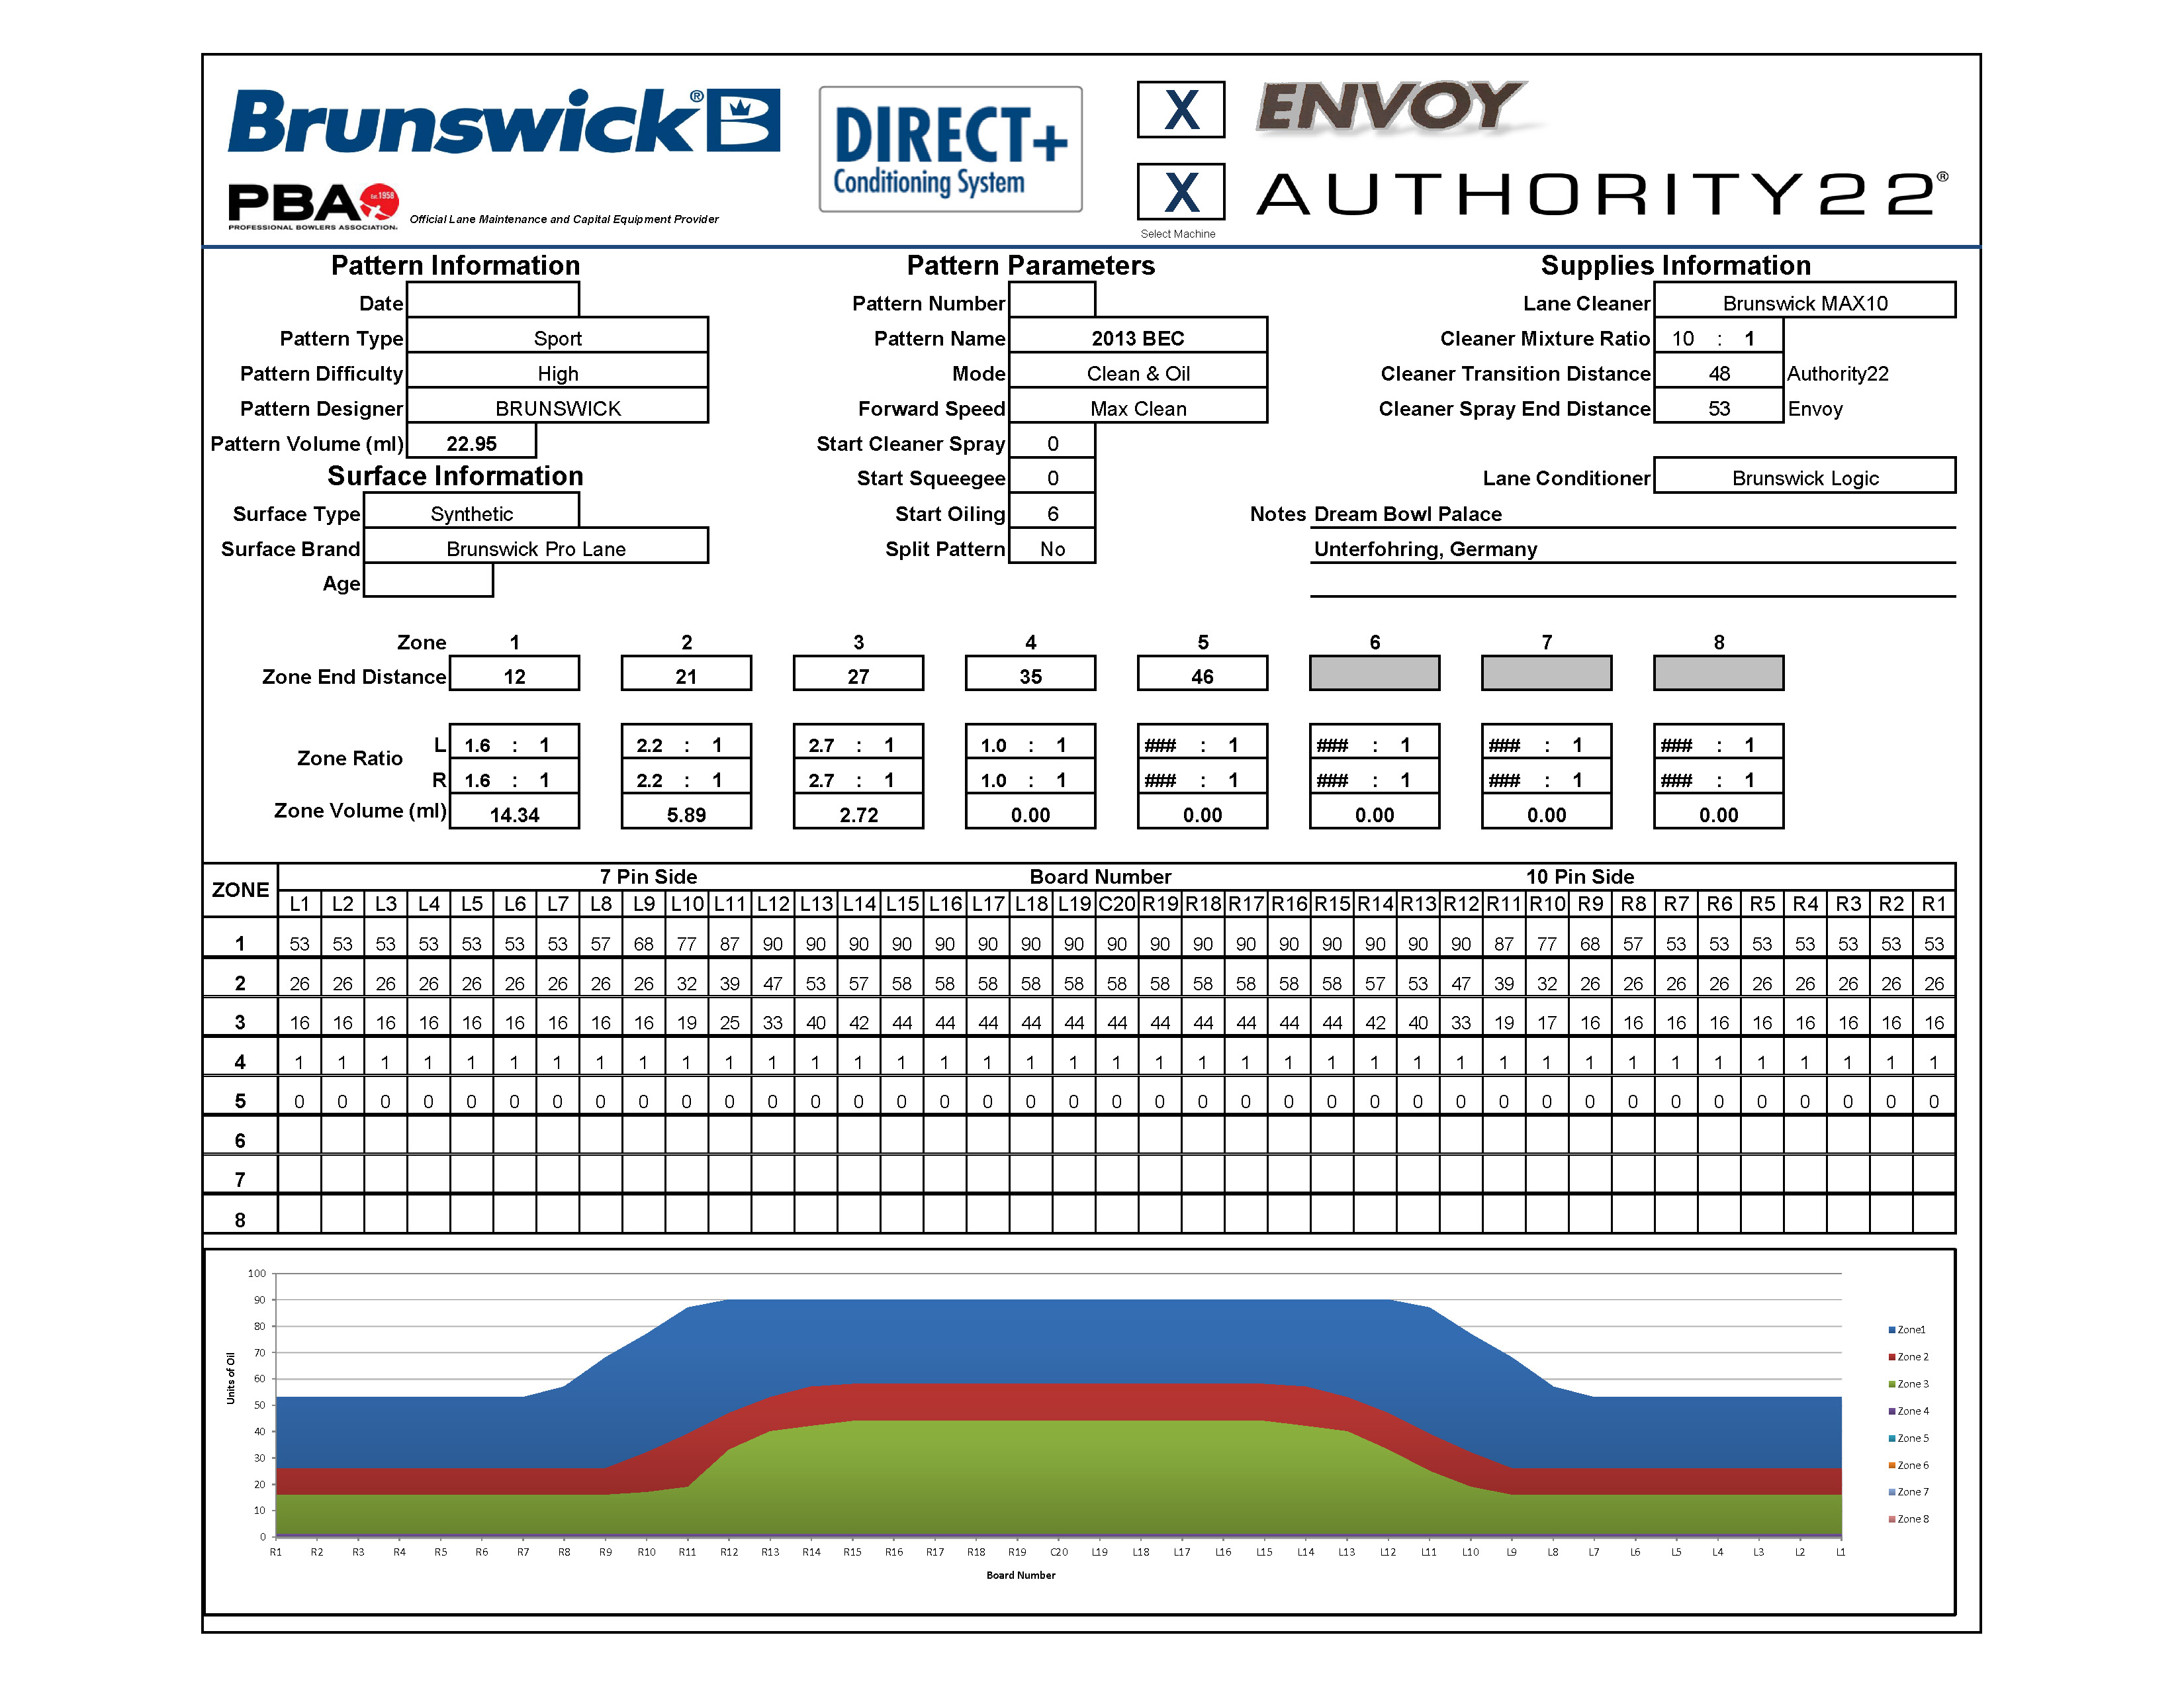 Brunswick® B
DIRECT+
Conditioning System
X ENVOY
X AUTHORITY22®
Select Machine
PBA est.1958
PROFESSIONAL BOWLERS ASSOCIATION.
Official Lane Maintenance and Capital Equipment Provider
Pattern Information Pattern Parameters Supplies Information
Date Pattern Number Lane Cleaner Brunswick MAX10
Pattern Type Sport Pattern Name 2013 BEC Cleaner Mixture Ratio 10 : 1
Pattern Difficulty High Mode Clean & Oil Cleaner Transition Distance 48 Authority22
Pattern Designer BRUNSWICK Forward Speed Max Clean Cleaner Spray End Distance 53 Envoy
Pattern Volume (ml) 22.95 Start Cleaner Spray 0
Surface Information Start Squeegee 0 Lane Conditioner Brunswick Logic
Surface Type Synthetic Start Oiling 6 Notes Dream Bowl Palace
Surface Brand Brunswick Pro Lane Split Pattern No Unterfohring, Germany
Age
Zone 1 2 3 4 5 6 7 8
Zone End Distance 12 21 27 35 46
Zone Ratio
L 1.6 : 1 2.2 : 1 2.7 : 1 1.0 : 1 ### : 1 ### : 1 ### : 1 ### : 1
R 1.6 : 1 2.2 : 1 2.7 : 1 1.0 : 1 ### : 1 ### : 1 ### : 1 ### : 1
Zone Volume (ml) 14.34 5.89 2.72 0.00 0.00 0.00 0.00 0.00
ZONE 7 Pin Side Board Number 10 Pin Side
L1 L2 L3 L4 L5 L6 L7 L8 L9 L10 L11 L12 L13 L14 L15 L16 L17 L18 L19 C20 R19 R18 R17 R16 R15 R14 R13 R12 R11 R10 R9 R8 R7 R6 R5 R4 R3 R2 R1
1 53 53 53 53 53 53 53 57 68 77 87 90 90 90 90 90 90 90 90 90 90 90 90 90 90 90 90 90 87 77 68 57 53 53 53 53 53 53 53
2 26 26 26 26 26 26 26 26 26 32 39 47 53 57 58 58 58 58 58 58 58 58 58 58 58 57 53 47 39 32 26 26 26 26 26 26 26 26 26
3 16 16 16 16 16 16 16 16 16 19 25 33 40 42 44 44 44 44 44 44 44 44 44 44 44 42 40 33 19 17 16 16 16 16 16 16 16 16 16
4 1 1 1 1 1 1 1 1 1 1 1 1 1 1 1 1 1 1 1 1 1 1 1 1 1 1 1 1 1 1 1 1 1 1 1 1 1 1 1
5 0 0 0 0 0 0 0 0 0 0 0 0 0 0 0 0 0 0 0 0 0 0 0 0 0 0 0 0 0 0 0 0 0 0 0 0 0 0 0
6
7
8
Units of Oil
100
90
80
70
60
50
40
30
20
10
0
R1 R2 R3 R4 R5 R6 R7 R8 R9 R10 R11 R12 R13 R14 R15 R16 R17 R18 R19 C20 L19 L18 L17 L16 L15 L14 L13 L12 L11 L10 L9 L8 L7 L6 L5 L4 L3 L2 L1
Board Number
Zone1
Zone 2
Zone 3
Zone 4
Zone 5
Zone 6
Zone 7
Zone 8